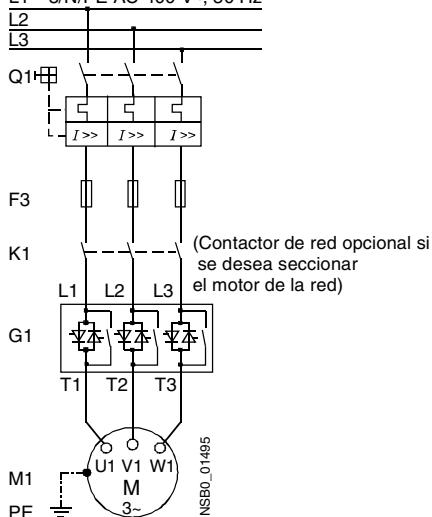 L1 3/N/PE AC 400 V~, 50 Hz
L2
L3
Q1
I >> I >> I >>
F3
K1
(Contactor de red opcional si
se desea seccionar
el motor de la red)
L1 L2 L3
G1
T1 T2 T3
U1 V1 W1
M
3~
M1
PE
NSB0_01495